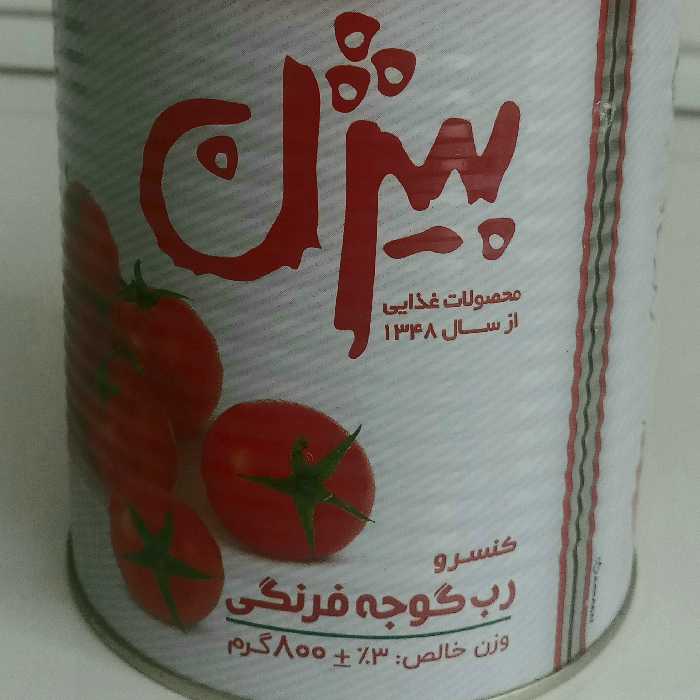 بیژن
محصولات غذایی
از سال ۱۳۴۸
کنسرو
رب گوجه فرنگی
وزن خالص: ۳٪ ± ۸۰۰ گرم